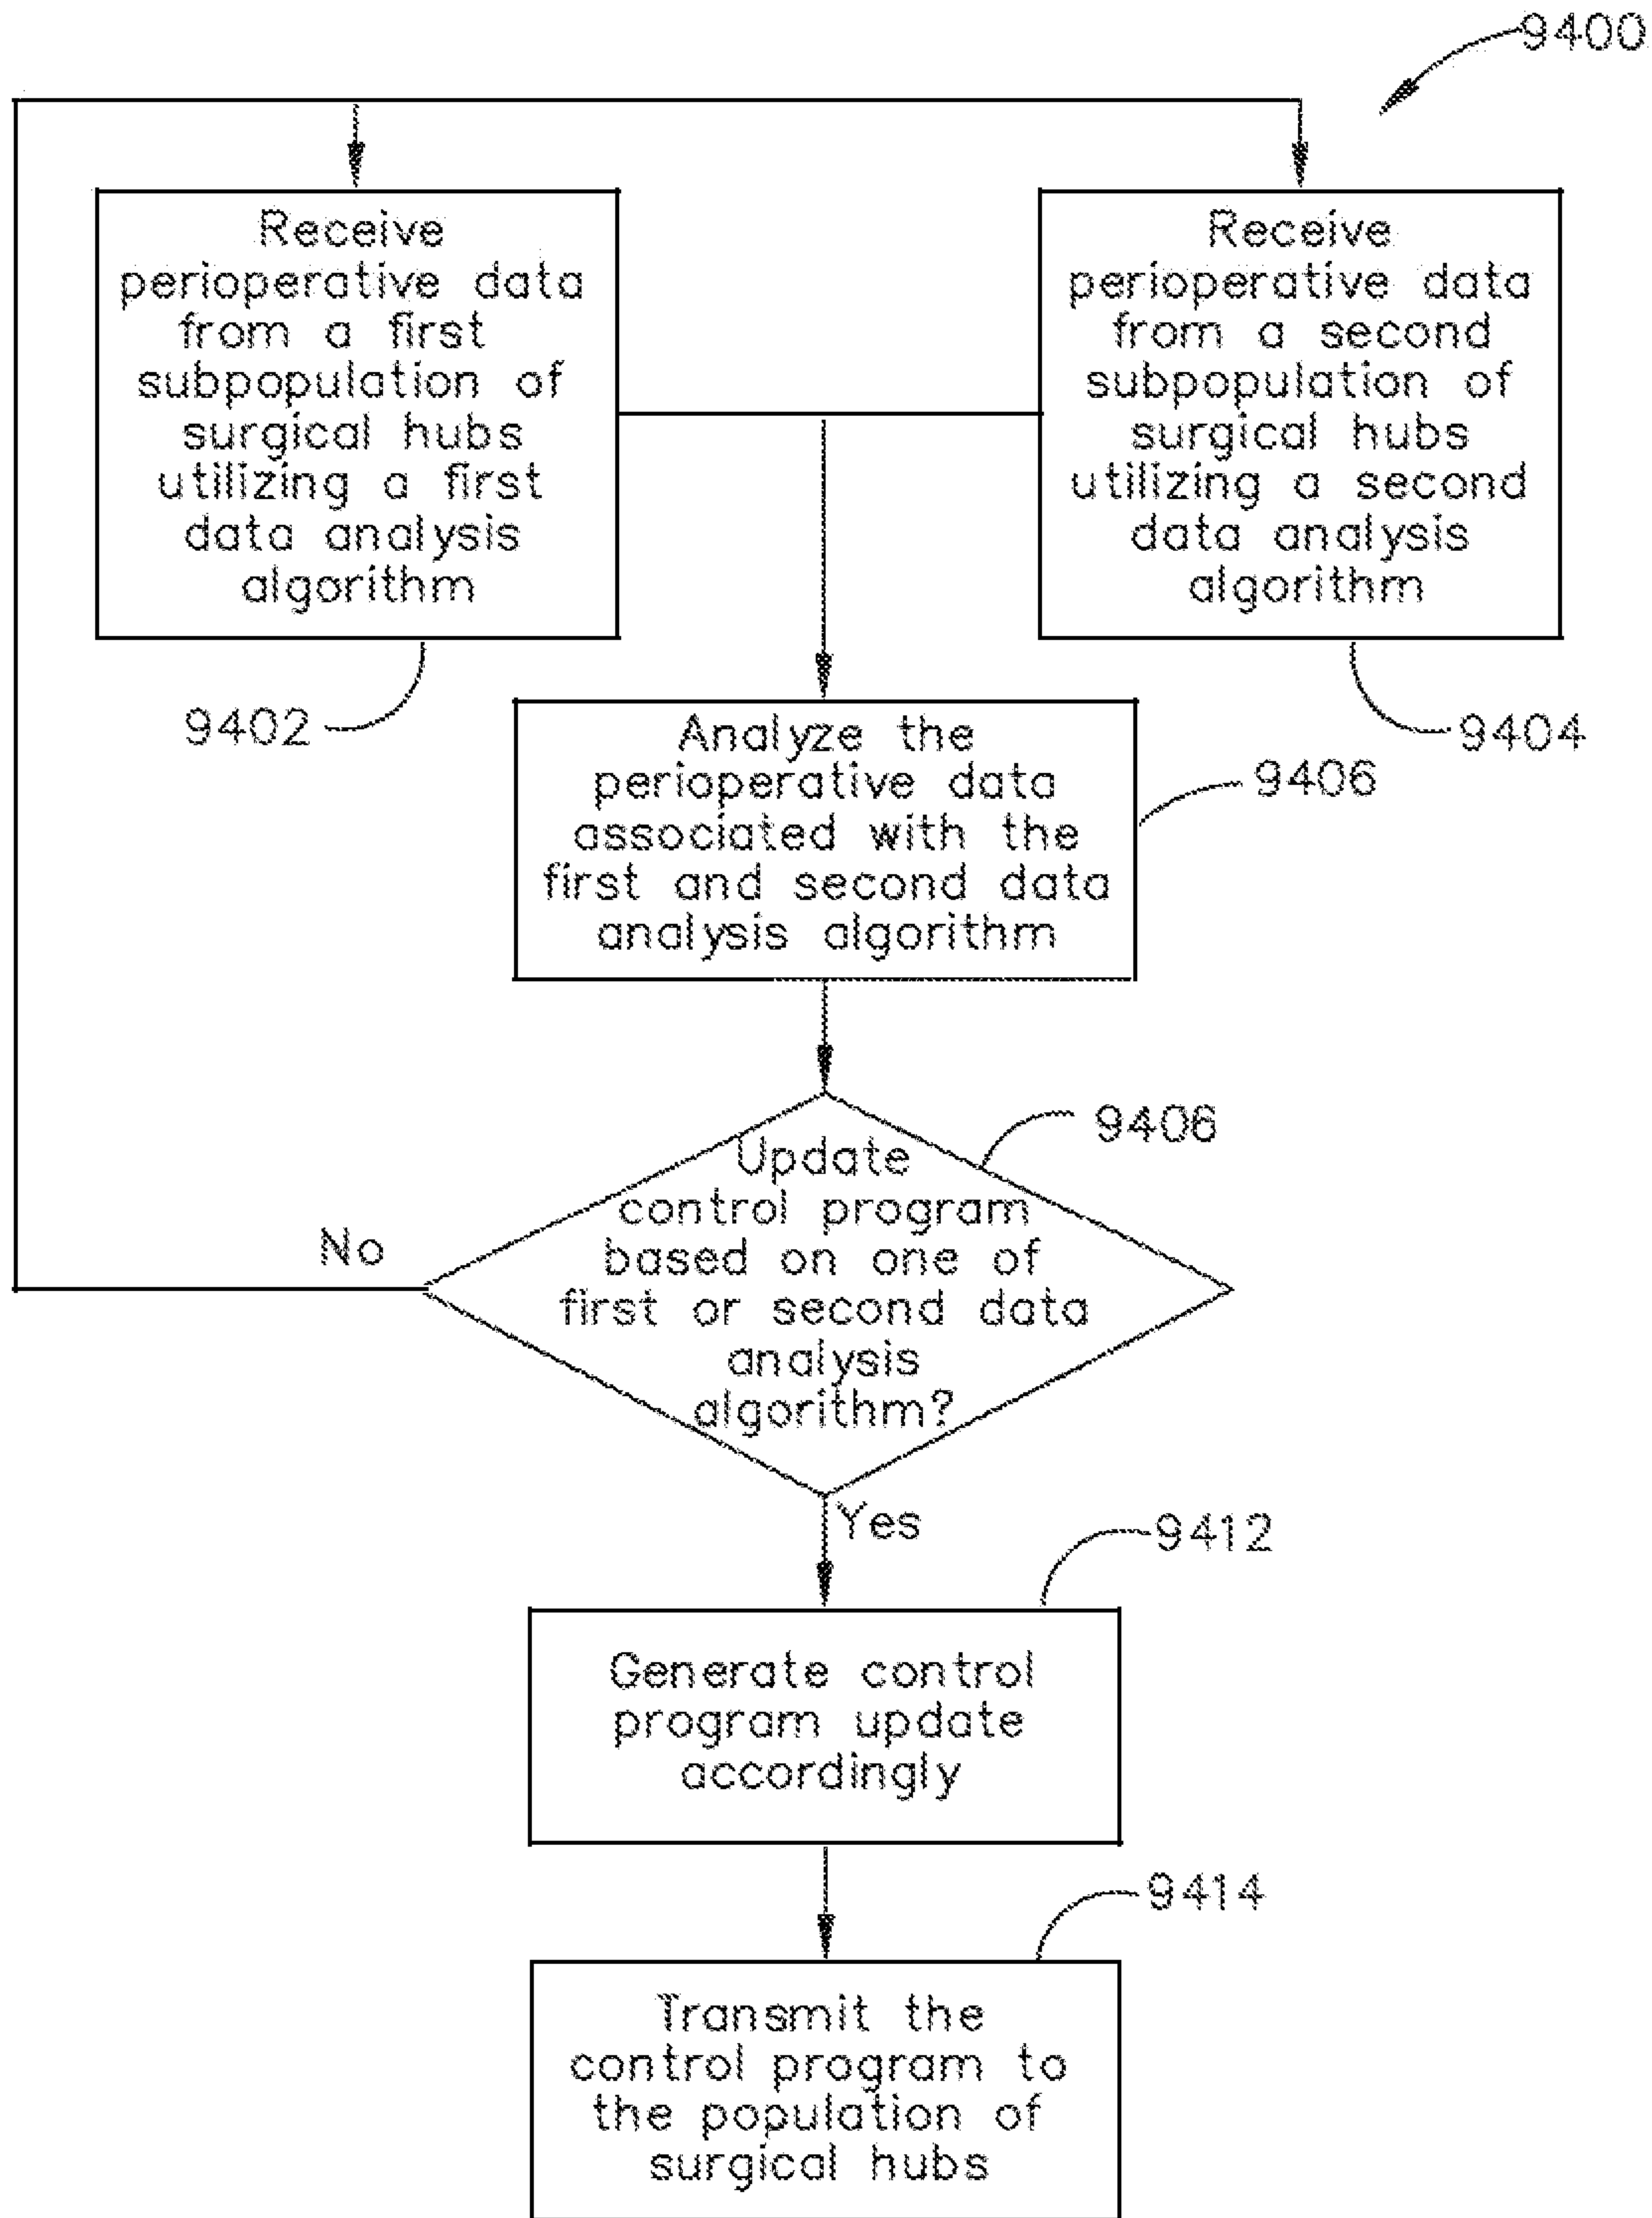 9400
Receive
perioperative data
from a first
subpopulation of
surgical hubs
utilizing a first
data analysis
algorithm
9402
Receive
perioperative data
from a second
subpopulation of
surgical hubs
utilizing a second
data analysis
algorithm
9404
Analyze the
perioperative data
associated with the
first and second data
analysis algorithm
9406
Update
control program
based on one of
first or second data
analysis
algorithm?
9406
No
Yes
Generate control
program update
accordingly
9412
Transmit the
control program to
the population of
surgical hubs
9414